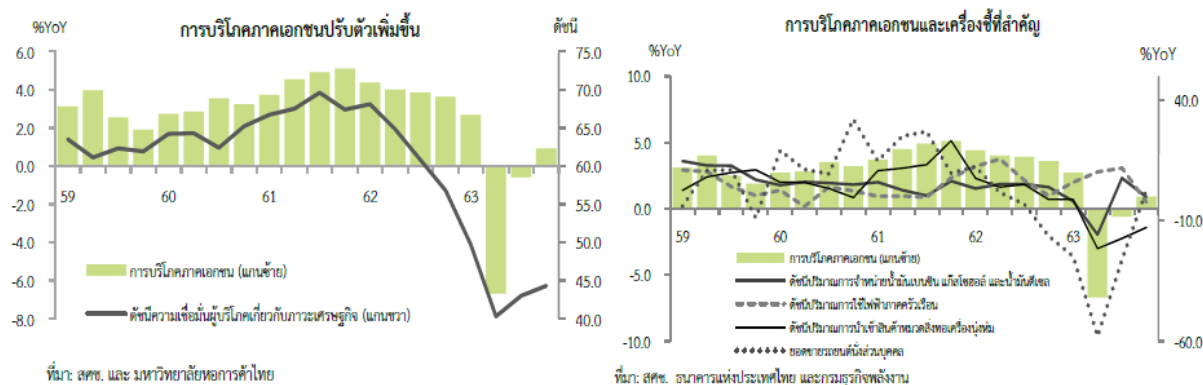 การบริโภคภาคเอกชนปรับตัวเพิ่มขึ้น
%YoY
ดัชนี
6.0
4.0
2.0
0.0
-2.0
-4.0
-6.0
-8.0
75.0
70.0
65.0
60.0
55.0
50.0
45.0
40.0
59
60
61
62
63
การบริโภคภาคเอกชน (แกนซ้าย)
ดัชนีความเชื่อมั่นผู้บริโภคเกี่ยวกับภาวะเศรษฐกิจ (แกนขวา)
ที่มา: สศช. และ มหาวิทยาลัยหอการค้าไทย
การบริโภคภาคเอกชนและเครื่องชี้ที่สำคัญ
%YoY
%YoY
10.0
5.0
0.0
-5.0
-10.0
40.0
-10.0
-60.0
59
60
61
62
63
การบริโภคภาคเอกชน (แกนซ้าย)
ดัชนีปริมาณการจำหน่ายน้ำมันเบนซิน แก๊สโซฮอล์ และน้ำมันดีเซล
ดัชนีปริมาณการใช้ไฟฟ้าภาคครัวเรือน
ดัชนีปริมาณการนำเข้าสินค้าหมวดสิ่งทอเครื่องนุ่งห่ม
ยอดขายรถยนต์นั่งส่วนบุคคล
ที่มา: สศช. ธนาคารแห่งประเทศไทย และกรมธุรกิจพลังงาน